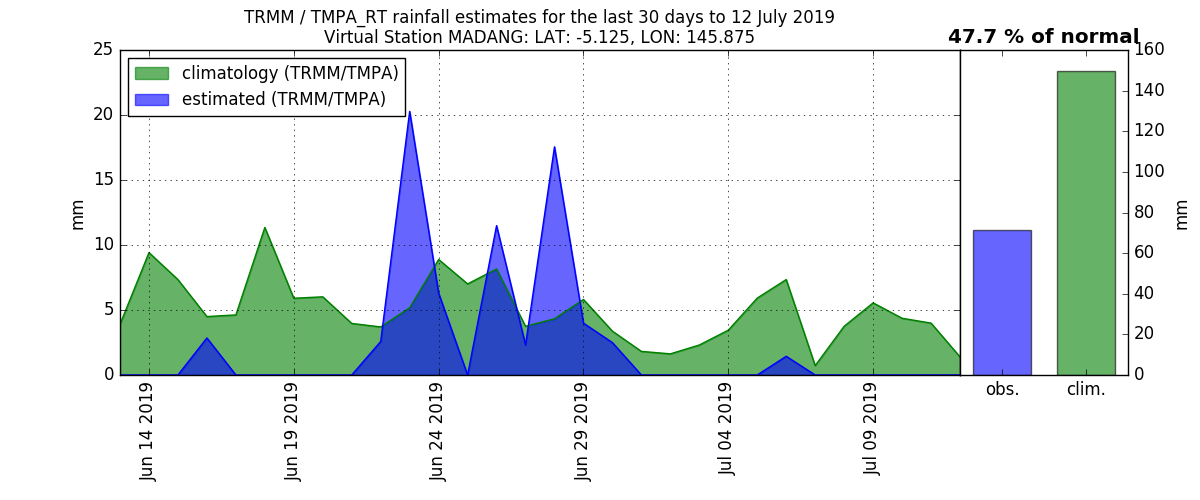 TRMM / TMPA_RT rainfall estimates for the last 30 days to 12 July 2019
Virtual Station MADANG: LAT: -5.125, LON: 145.875
47.7 % of normal
climatology (TRMM/TMPA)
estimated (TRMM/TMPA)
25
20
15
10
5
0
mm
Jun 14 2019
Jun 19 2019
Jun 24 2019
Jun 29 2019
Jul 04 2019
Jul 09 2019
160
140
120
100
80
60
40
20
0
mm
obs.
clim.